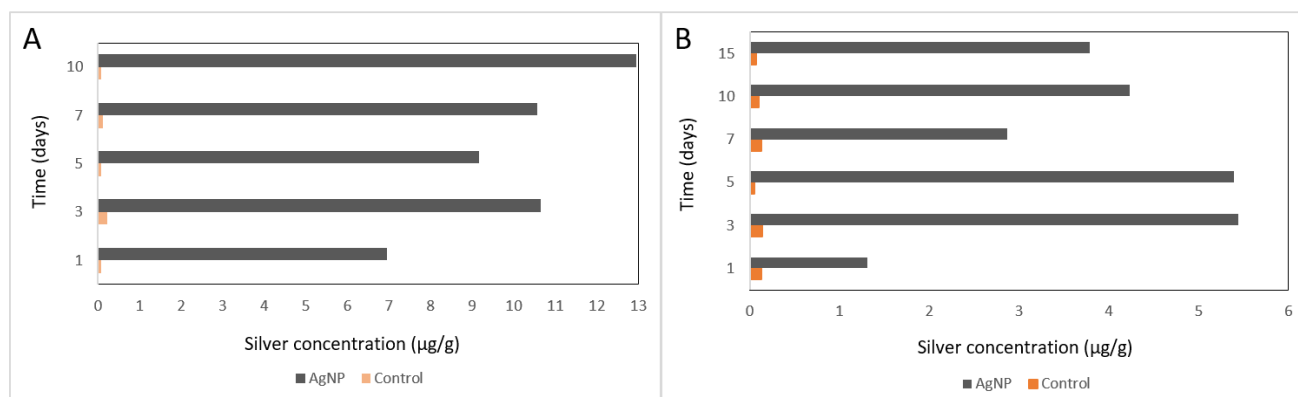 A
Time (days)
10
7
5
3
1
0 1 2 3 4 5 6 7 8 9 10 11 12 13
Silver concentration (µg/g)
AgNP Control
B
Time (days)
15
10
7
5
3
1
0 1 2 3 4 5 6
Silver concentration (µg/g)
AgNP Control